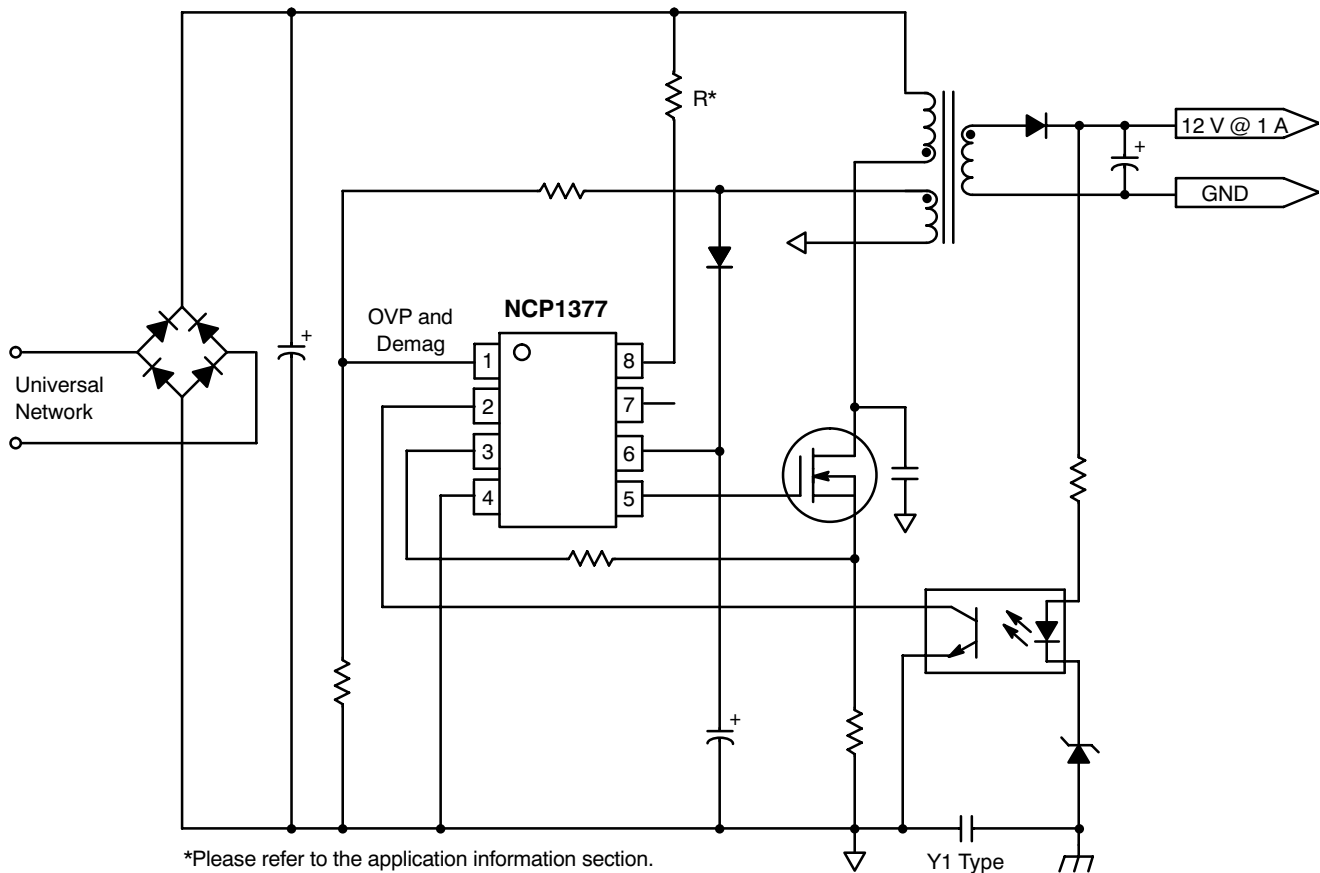 R*
+
12 V @ 1 A
GND
NCP1377
OVP and
Demag
+
Universal
Network
1
8
2
7
3
6
4
5
+
+
*Please refer to the application information section.
Y1 Type